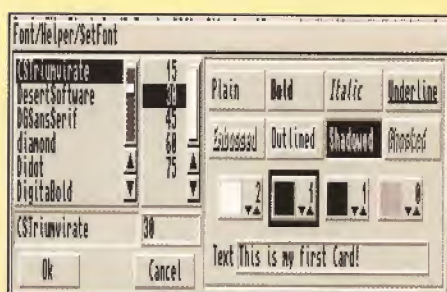 Font/Helper/SetFont
CSTriumvirate
DesertSoftware
DGSansSerif
diamond
Didot
DigitaBold
15
30
45
60
75
CSTriumvirate
30
Ok
Cancel
Plain
Bold
Italic
Underline
Embossed
Outlined
Shadowed
Ghosted
2
1
1
0
Text This is my first Card!